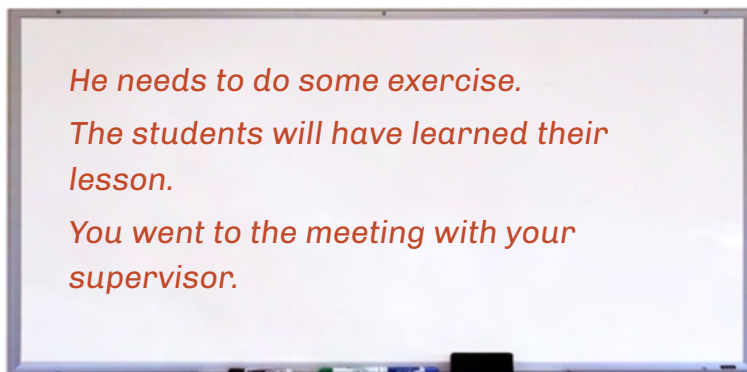 He needs to do some exercise.
The students will have learned their
lesson.
You went to the meeting with your
supervisor.